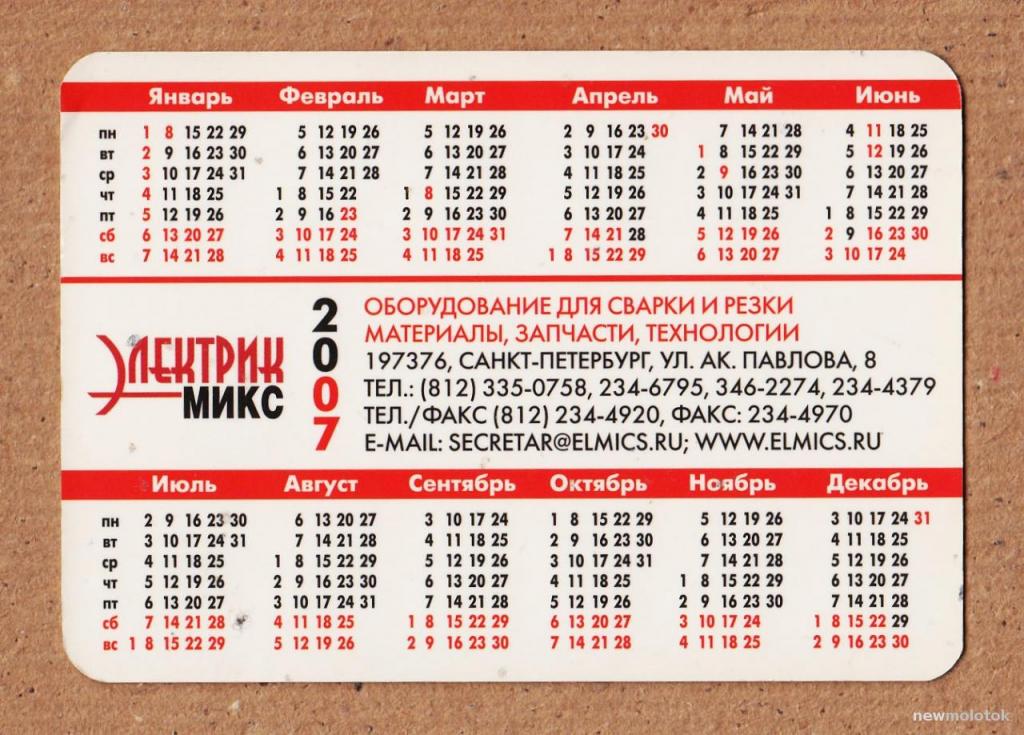 Январь Февраль Март Апрель Май Июнь
пн 1 8 15 22 29 5 12 19 26 5 12 19 26 2 9 16 23 30 7 14 21 28 4 11 18 25
вт 2 9 16 23 30 6 13 20 27 6 13 20 27 3 10 17 24 1 8 15 22 29 5 12 19 26
ср 3 10 17 24 31 7 14 21 28 7 14 21 28 4 11 18 25 2 9 16 23 30 6 13 20 27
чт 4 11 18 25 1 8 15 22 1 8 15 22 29 5 12 19 26 3 10 17 24 31 7 14 21 28
пт 5 12 19 26 2 9 16 23 2 9 16 23 30 6 13 20 27 4 11 18 25 1 8 15 22 29
сб 6 13 20 27 3 10 17 24 3 10 17 24 31 7 14 21 28 5 12 19 26 2 9 16 23 30
вс 7 14 21 28 4 11 18 25 4 11 18 25 1 8 15 22 29 6 13 20 27 3 10 17 24
ЭЛЕКТРИК
МИКС
2007
ОБОРУДОВАНИЕ ДЛЯ СВАРКИ И РЕЗКИ
МАТЕРИАЛЫ, ЗАПЧАСТИ, ТЕХНОЛОГИИ
197376, САНКТ-ПЕТЕРБУРГ, УЛ. АК. ПАВЛОВА, 8
ТЕЛ.: (812) 335-0758, 234-6795, 346-2274, 234-4379
ТЕЛ./ФАКС (812) 234-4920, ФАКС: 234-4970
E-MAIL: SECRETAR@ELMICS.RU; WWW.ELMICS.RU
Июль Август Сентябрь Октябрь Ноябрь Декабрь
пн 2 9 16 23 30 6 13 20 27 3 10 17 24 1 8 15 22 29 5 12 19 26 3 10 17 24 31
вт 3 10 17 24 31 7 14 21 28 4 11 18 25 2 9 16 23 30 6 13 20 27 4 11 18 25
ср 4 11 18 25 1 8 15 22 29 5 12 19 26 3 10 17 24 31 7 14 21 28 5 12 19 26
чт 5 12 19 26 2 9 16 23 30 6 13 20 27 4 11 18 25 1 8 15 22 29 6 13 20 27
пт 6 13 20 27 3 10 17 24 31 7 14 21 28 5 12 19 26 2 9 16 23 30 7 14 21 28
сб 7 14 21 28 4 11 18 25 1 8 15 22 29 6 13 20 27 3 10 17 24 1 8 15 22 29
вс 1 8 15 22 29 5 12 19 26 2 9 16 23 30 7 14 21 28 4 11 18 25 2 9 16 23 30
newmolotok